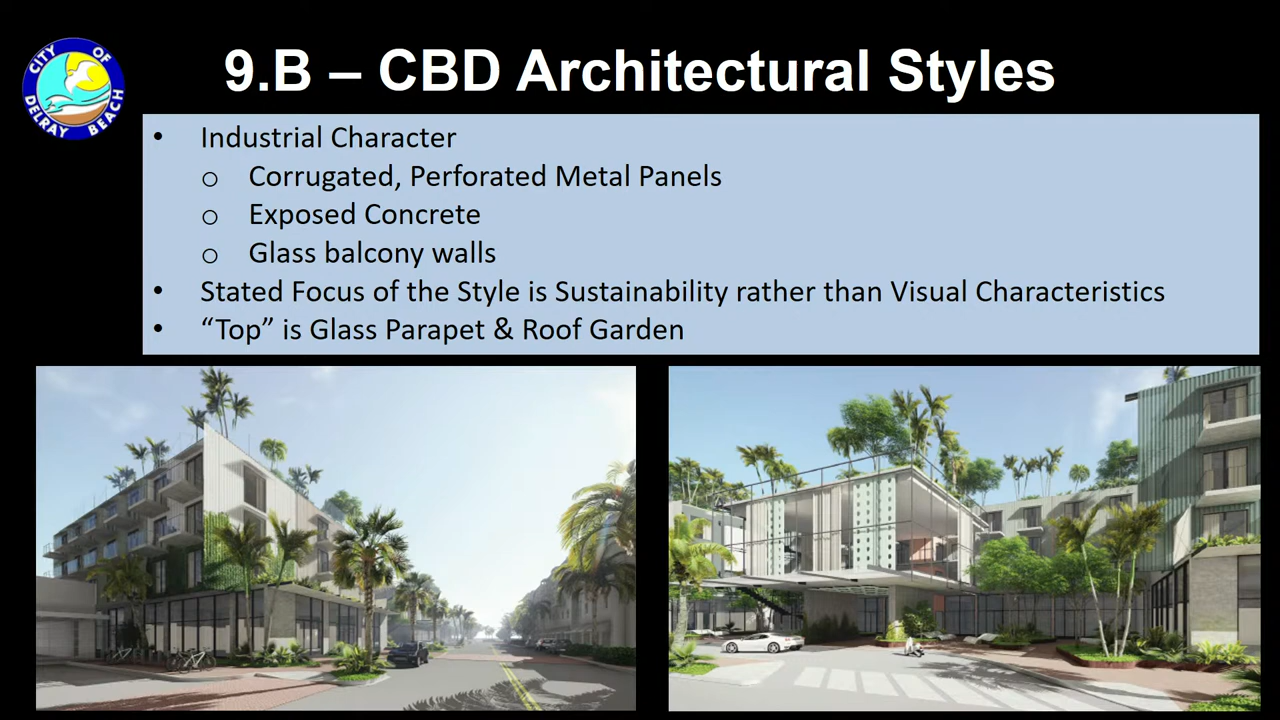 CITY OF
DELRAY BEACH
9.B – CBD Architectural Styles
• Industrial Character
o Corrugated, Perforated Metal Panels
o Exposed Concrete
o Glass balcony walls
• Stated Focus of the Style is Sustainability rather than Visual Characteristics
• “Top” is Glass Parapet & Roof Garden